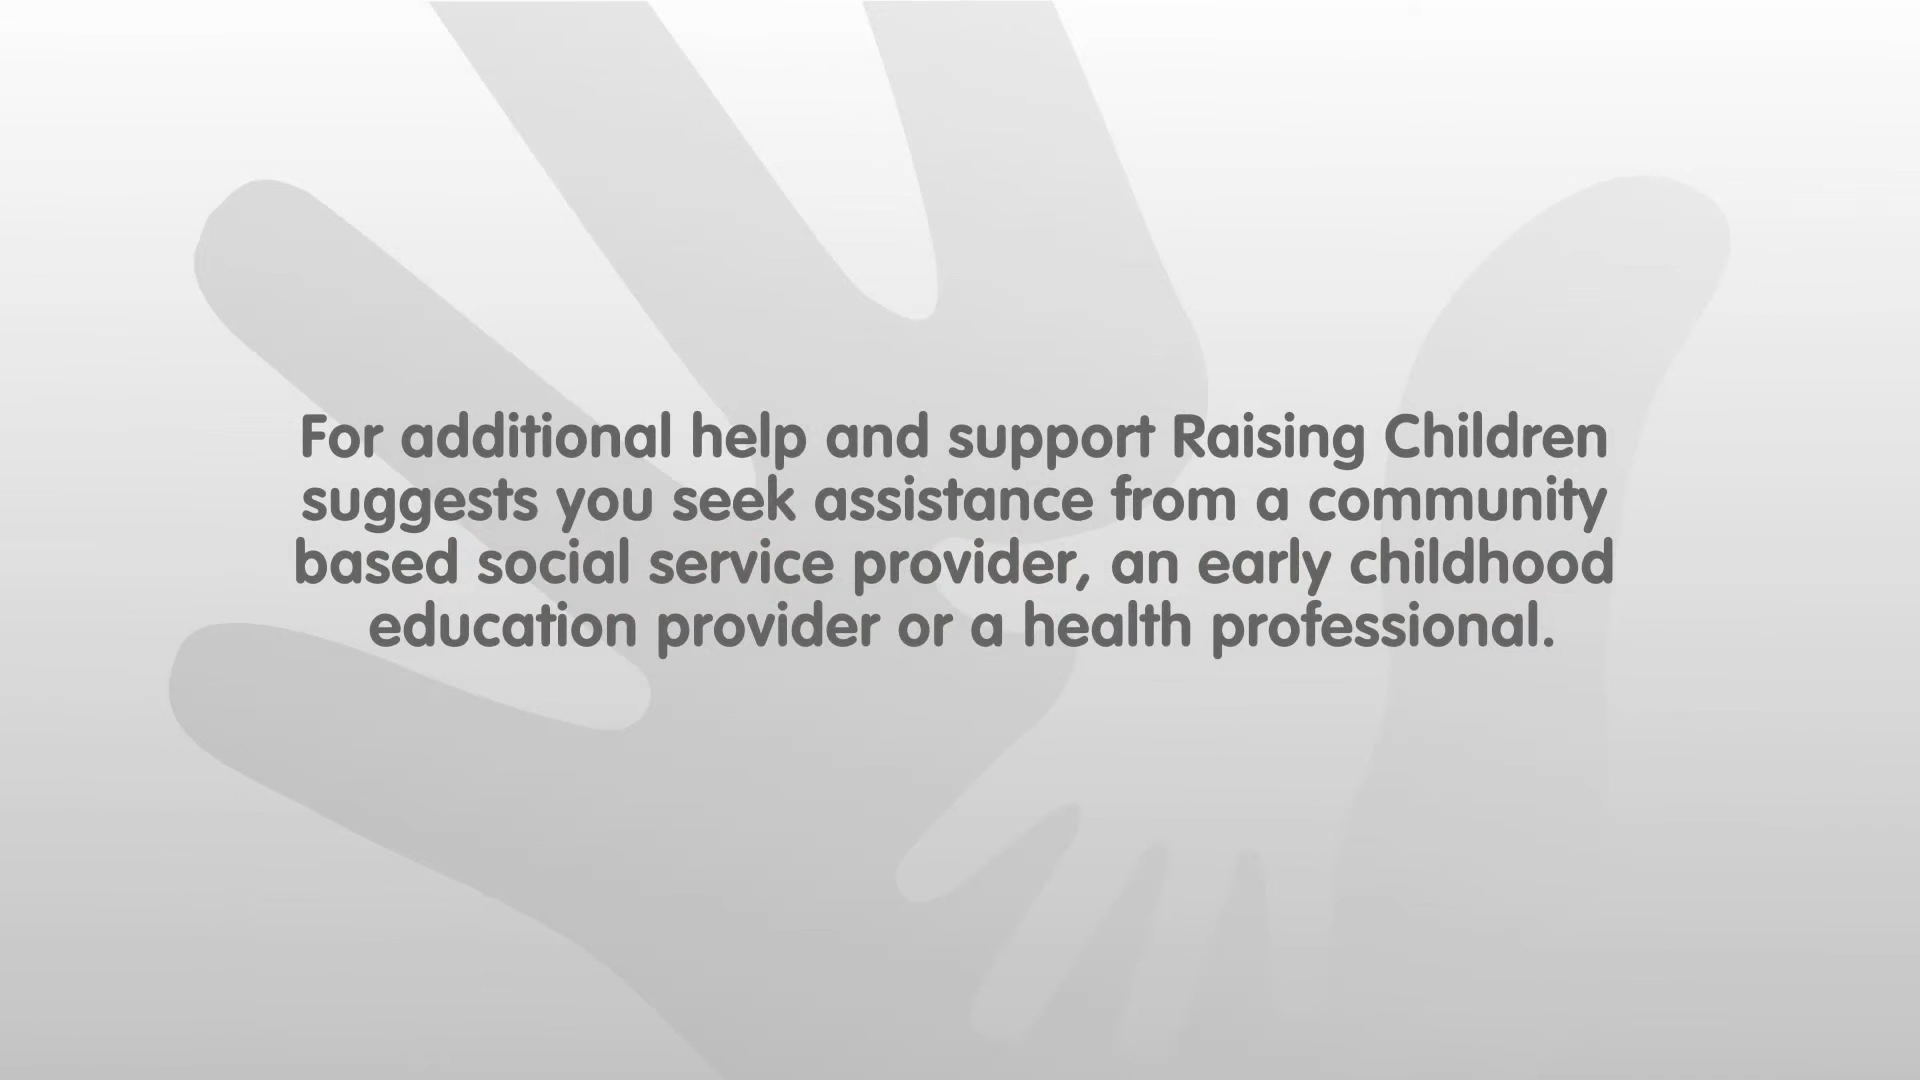 For additional help and support Raising Children
suggests you seek assistance from a community
based social service provider, an early childhood
education provider or a health professional.